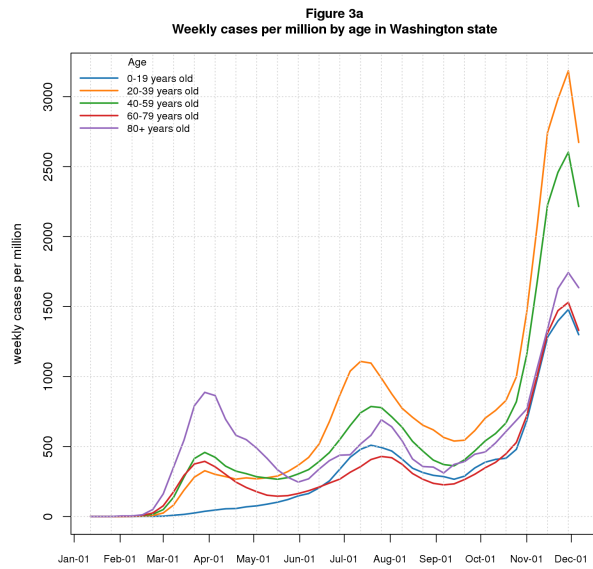 Figure 3a
Weekly cases per million by age in Washington state
Age
0-19 years old
20-39 years old
40-59 years old
60-79 years old
80+ years old
weekly cases per million
3000
2500
2000
1500
1000
500
0
Jan-01 Feb-01 Mar-01 Apr-01 May-01 Jun-01 Jul-01 Aug-01 Sep-01 Oct-01 Nov-01 Dec-01